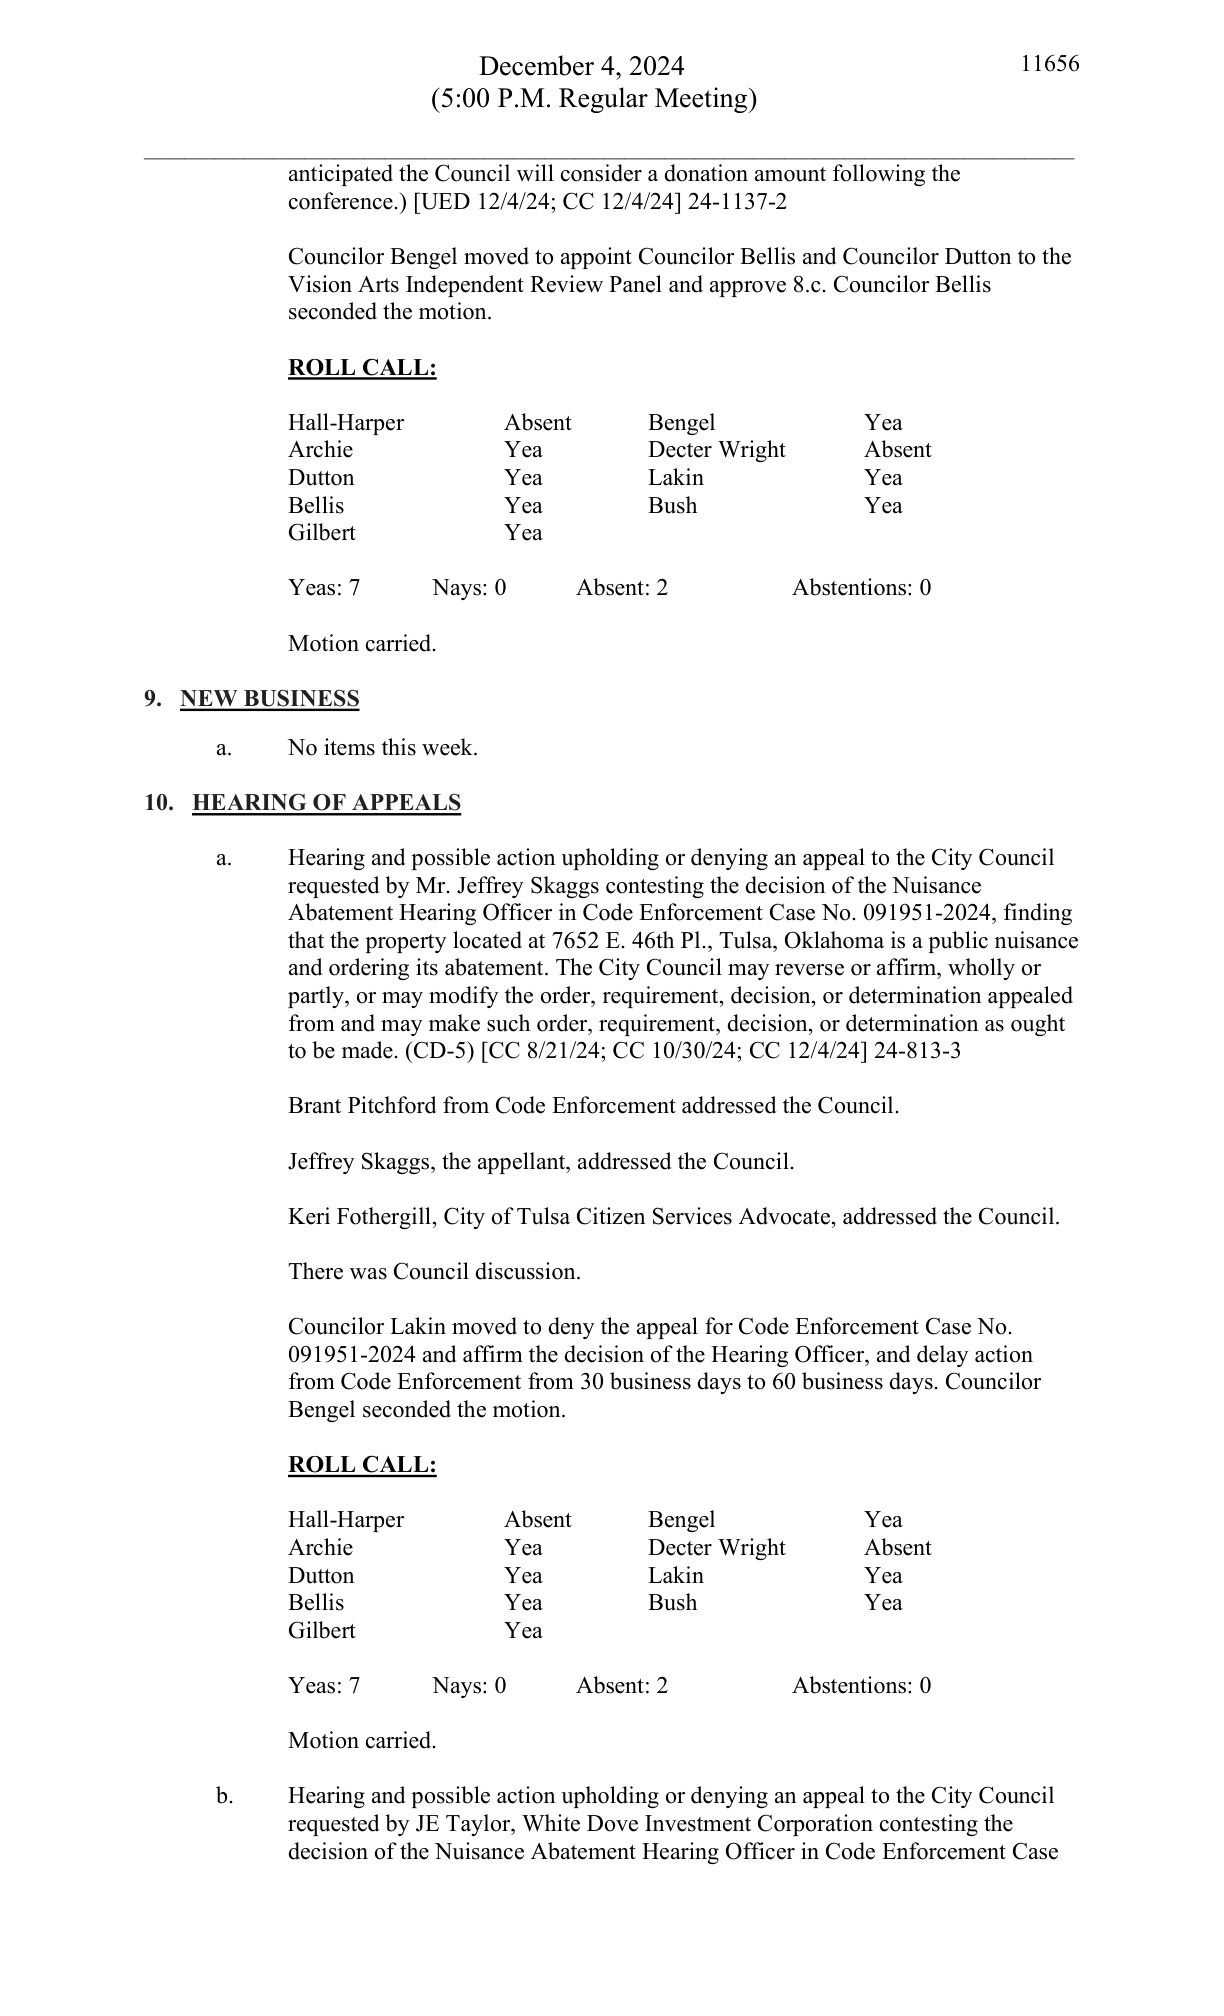 December 4, 2024
11656
(5:00 P.M. Regular Meeting)
anticipated the Council will consider a donation amount following the
conference.) [UED 12/4/24; CC 12/4/24] 24-1137-2
Councilor Bengel moved to appoint Councilor Bellis and Councilor Dutton to the
Vision Arts Independent Review Panel and approve 8.c. Councilor Bellis
seconded the motion.
ROLL CALL:
Hall-Harper Absent Bengel Yea
Archie Yea Decter Wright Absent
Dutton Yea Lakin Yea
Bellis Yea Bush Yea
Gilbert Yea
Yeas: 7 Nays: 0 Absent: 2 Abstentions: 0
Motion carried.
9. NEW BUSINESS
a. No items this week.
10. HEARING OF APPEALS
a. Hearing and possible action upholding or denying an appeal to the City Council
requested by Mr. Jeffrey Skaggs contesting the decision of the Nuisance
Abatement Hearing Officer in Code Enforcement Case No. 091951-2024, finding
that the property located at 7652 E. 46th Pl., Tulsa, Oklahoma is a public nuisance
and ordering its abatement. The City Council may reverse or affirm, wholly or
partly, or may modify the order, requirement, decision, or determination appealed
from and may make such order, requirement, decision, or determination as ought
to be made. (CD-5) [CC 8/21/24; CC 10/30/24; CC 12/4/24] 24-813-3
Brant Pitchford from Code Enforcement addressed the Council.
Jeffrey Skaggs, the appellant, addressed the Council.
Keri Fothergill, City of Tulsa Citizen Services Advocate, addressed the Council.
There was Council discussion.
Councilor Lakin moved to deny the appeal for Code Enforcement Case No.
091951-2024 and affirm the decision of the Hearing Officer, and delay action
from Code Enforcement from 30 business days to 60 business days. Councilor
Bengel seconded the motion.
ROLL CALL:
Hall-Harper Absent Bengel Yea
Archie Yea Decter Wright Absent
Dutton Yea Lakin Yea
Bellis Yea Bush Yea
Gilbert Yea
Yeas: 7 Nays: 0 Absent: 2 Abstentions: 0
Motion carried.
b. Hearing and possible action upholding or denying an appeal to the City Council
requested by JE Taylor, White Dove Investment Corporation contesting the
decision of the Nuisance Abatement Hearing Officer in Code Enforcement Case